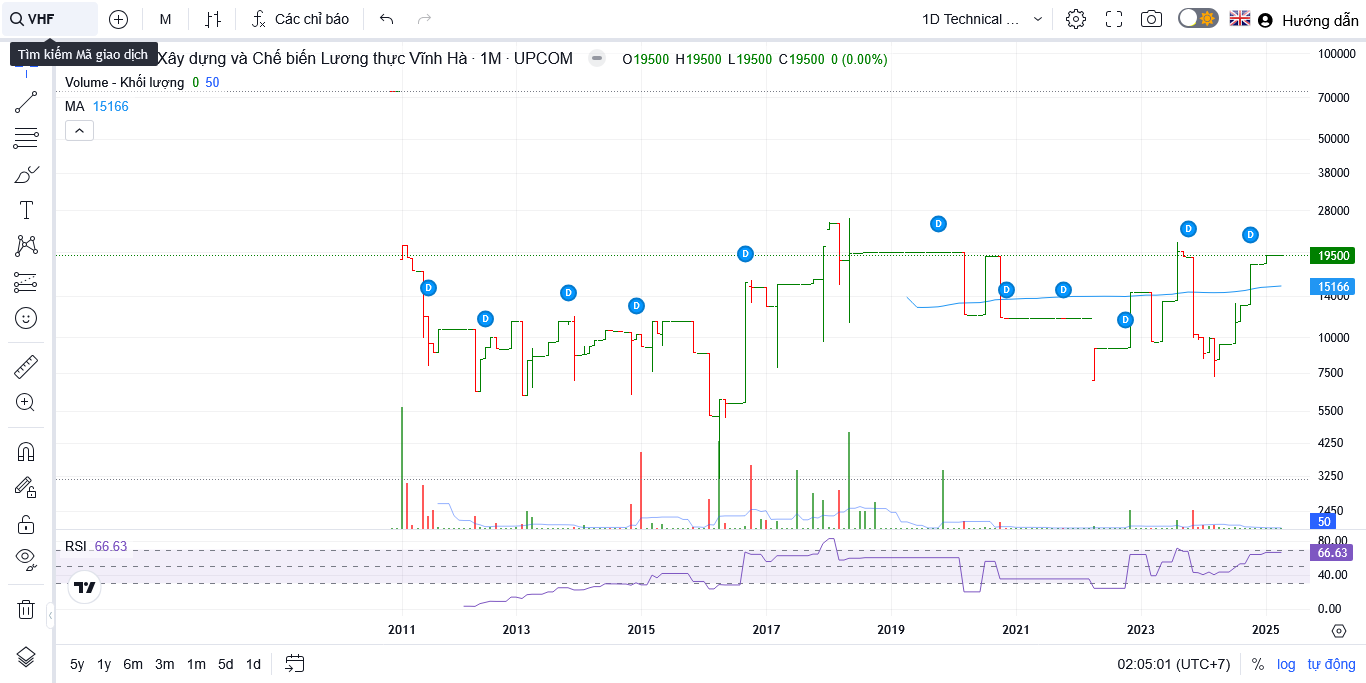 VHF M Các chỉ báo 1D Technical ... Hướng dẫn
Tìm kiếm Mã giao dịch
Xây dựng và Chế biến Lương thực Vĩnh Hà · 1M · UPCOM O19500 H19500 L19500 C19500 0 (0.00%)
Volume - Khối lượng 0 50
MA 15166
100000
70000
50000
38000
28000
19500
15166
14000
10000
7500
5500
4250
3250
2450
50
D D D D D D D D D D D
RSI 66.63
80.00
66.63
40.00
0.00
2011 2013 2015 2017 2019 2021 2023 2025
5y 1y 6m 3m 1m 5d 1d 02:05:01 (UTC+7) % log tự động